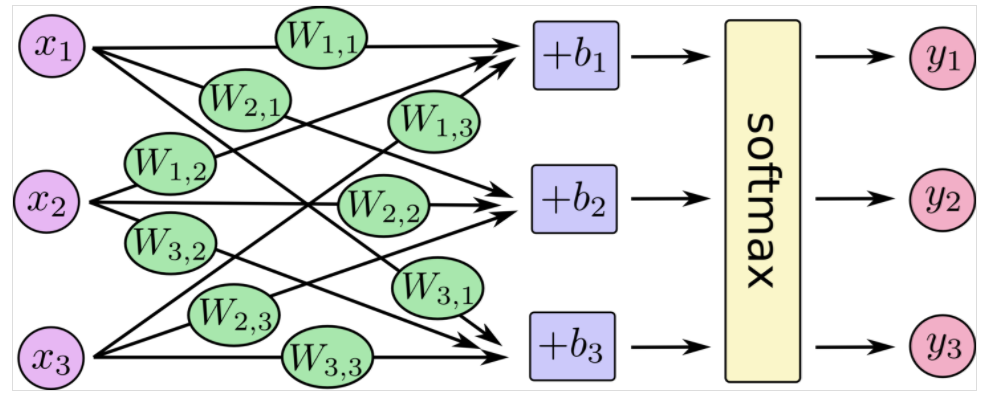 x1 W1,1 +b1 y1
W2,1
W1,3
W1,2
x2 W2,2 +b2 softmax y2
W3,2
W3,1
W2,3
x3 W3,3 +b3 y3